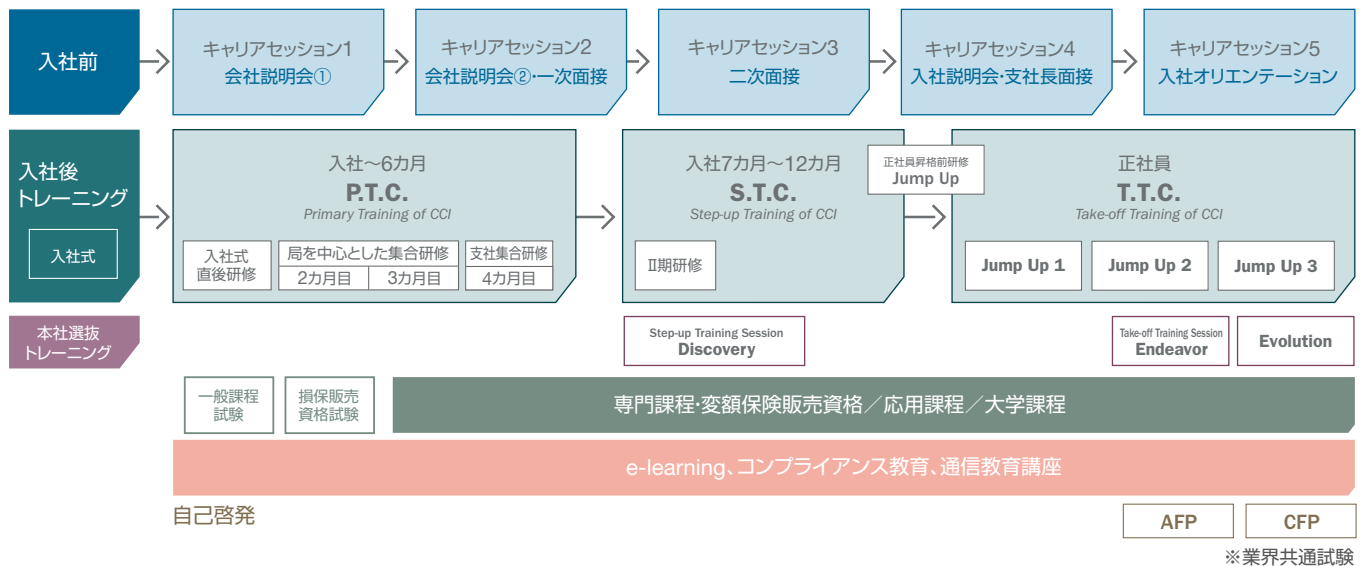 入社前
キャリアセッション1
会社説明会①
キャリアセッション2
会社説明会②・一次面接
キャリアセッション3
二次面接
キャリアセッション4
入社説明会・支社長面接
キャリアセッション5
入社オリエンテーション
入社後
トレーニング
入社式
入社～6カ月
P.T.C.
Primary Training of CCI
入社式
直後研修
局を中心とした集合研修
2カ月目
3カ月目
支社集合研修
4カ月目
入社7カ月～12カ月
S.T.C.
Step-up Training of CCI
Ⅱ期研修
正社員昇格前研修
Jump Up
正社員
T.T.C.
Take-off Training of CCI
Jump Up 1
Jump Up 2
Jump Up 3
本社選抜
トレーニング
Step-up Training Session
Discovery
Take-off Training Session
Endeavor
Evolution
一般課程
試験
損保販売
資格試験
専門課程・変額保険販売資格／応用課程／大学課程
e-learning、コンプライアンス教育、通信教育講座
自己啓発
AFP
CFP
※業界共通試験